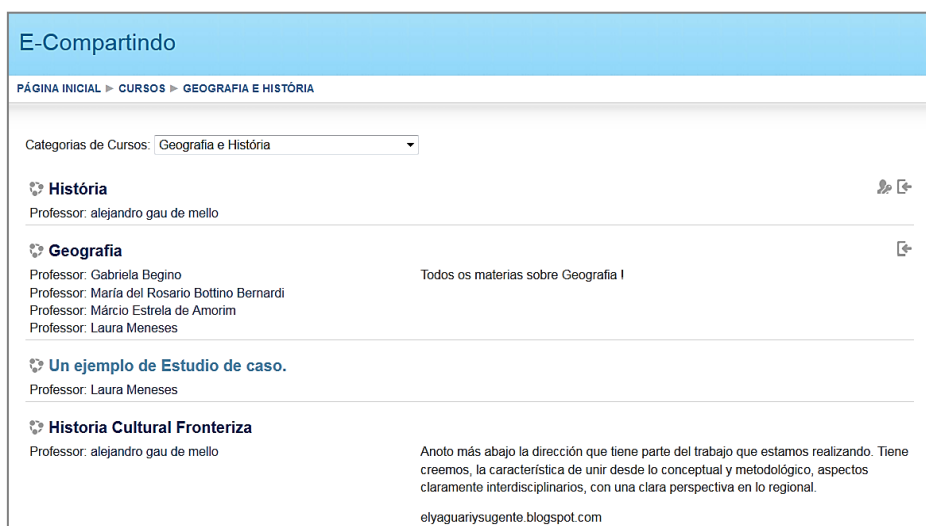 E-Compartindo
PÁGINA INICIAL ► CURSOS ► GEOGRAFIA E HISTÓRIA
Categorias de Cursos: Geografia e História
História
Professor: alejandro gau de mello
Geografia
Professor: Gabriela Begino
Todos os materias sobre Geografia !
Professor: María del Rosario Bottino Bernardi
Professor: Márcio Estrela de Amorim
Professor: Laura Meneses
Un ejemplo de Estudio de caso.
Professor: Laura Meneses
Historia Cultural Fronteriza
Professor: alejandro gau de mello
Anoto más abajo la dirección que tiene parte del trabajo que estamos realizando. Tiene
creemos, la característica de unir desde lo conceptual y metodológico, aspectos
claramente interdisciplinarios, con una clara perspectiva en lo regional.
elyaguariysugente.blogspot.com